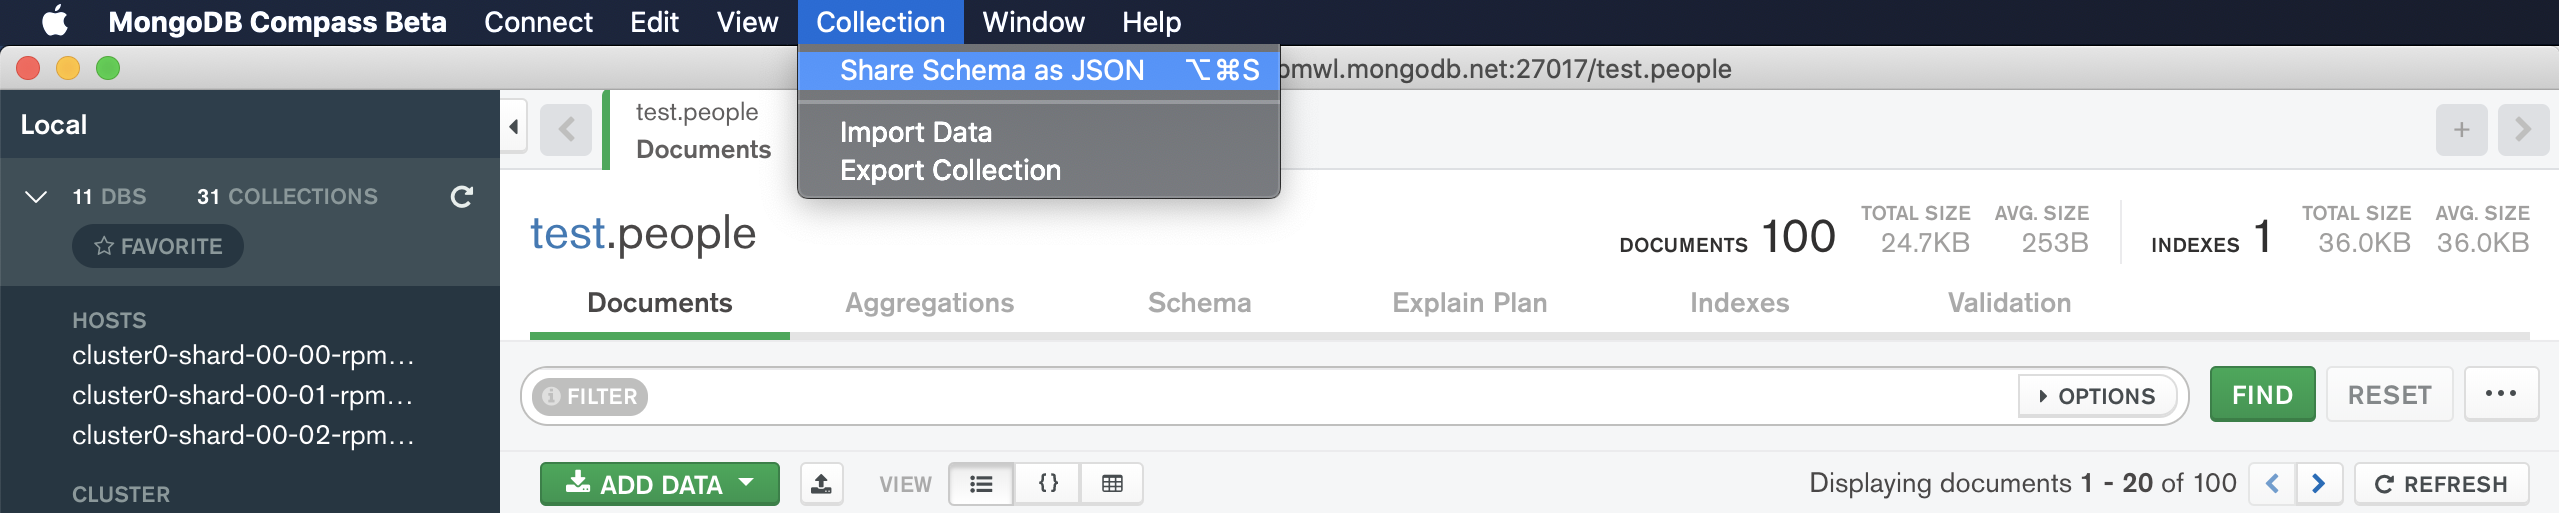 MongoDB Compass Beta Connect Edit View Collection Window Help
Share Schema as JSON ⌥⌘S
Import Data
Export Collection
pmwl.mongodb.net:27017/test.people
Local
11 DBS 31 COLLECTIONS
FAVORITE
HOSTS
cluster0-shard-00-00-rpm...
cluster0-shard-00-01-rpm...
cluster0-shard-00-02-rpm...
CLUSTER
test.people
Documents
test.people
DOCUMENTS 100 TOTAL SIZE 24.7KB AVG. SIZE 253B INDEXES 1 TOTAL SIZE 36.0KB AVG. SIZE 36.0KB
Documents Aggregations Schema Explain Plan Indexes Validation
FILTER OPTIONS FIND RESET ...
ADD DATA VIEW {} Displaying documents 1 - 20 of 100 REFRESH